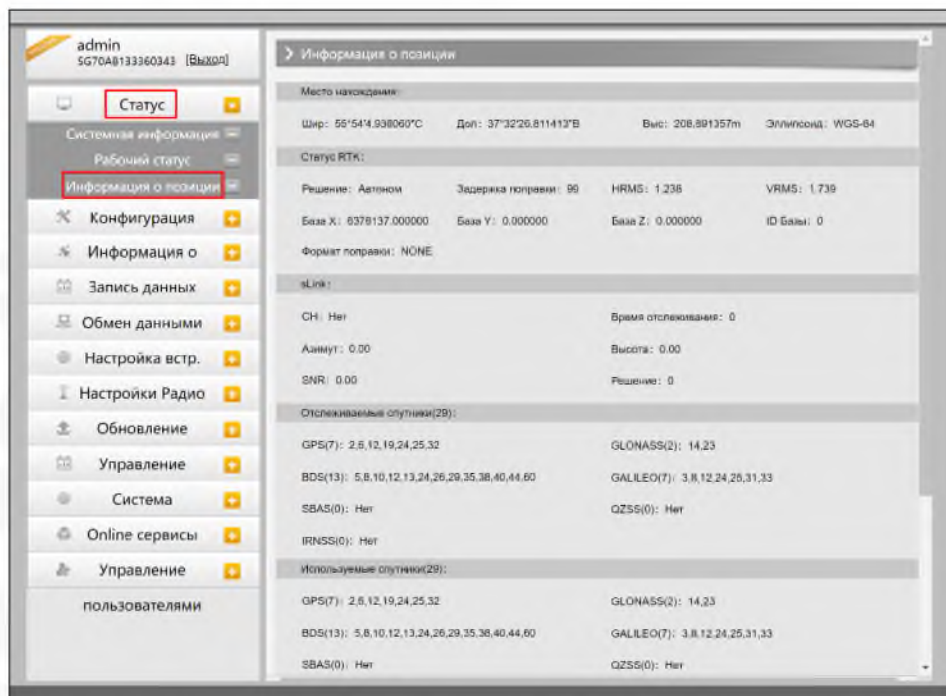 admin
SG70A8133360343 [Выход]
Статус
Системная информация
Рабочий статус
Информация о позиции
Конфигурация
Информация о
Запись данных
Обмен данными
Настройка встр.
Настройки Радио
Обновление
Управление
Система
Online сервисы
Управление
пользователями
Информация о позиции
Место нахождения:
Шир: 55°54'4.938060"С Дол: 37°32'26.811413"В Выс: 208.891357m Эллипсоид: WGS-84
Статус RTK:
Решение: Автоном Задержка поправки: 99 HRMS: 1.238 VRMS: 1.739
База X: 6378137.000000 База Y: 0.000000 База Z: 0.000000 ID Базы: 0
Формат поправки: NONE
sLink:
CH: Нет Время отслеживания: 0
Азимут: 0.00 Высота: 0.00
SNR: 0.00 Решение: 0
Отслеживаемые спутники(29):
GPS(7): 2,6,12,19,24,25,32 GLONASS(2): 14,23
BDS(13): 5,8,10,12,13,24,26,29,35,38,40,44,60 GALILEO(7): 3,8,12,24,25,31,33
SBAS(0): Нет QZSS(0): Нет
IRNSS(0): Нет
Используемые спутники(29):
GPS(7): 2,6,12,19,24,25,32 GLONASS(2): 14,23
BDS(13): 5,8,10,12,13,24,26,29,35,38,40,44,60 GALILEO(7): 3,8,12,24,25,31,33
SBAS(0): Нет QZSS(0): Нет